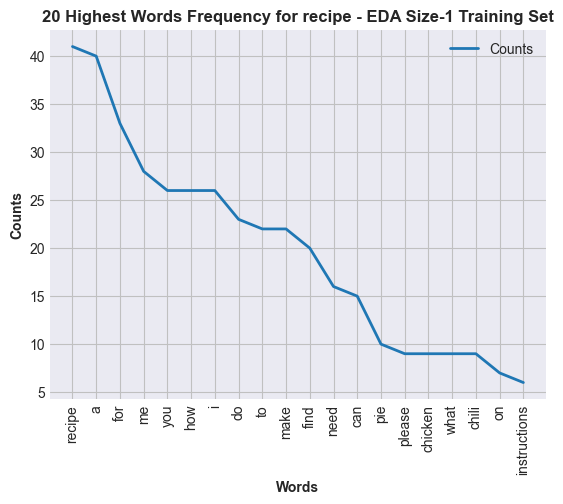 20 Highest Words Frequency for recipe - EDA Size-1 Training Set
Counts
40
35
30
25
20
15
10
5
Counts
recipe
a
for
me
you
how
i
do
to
make
find
need
can
pie
please
chicken
what
chili
on
instructions
Words